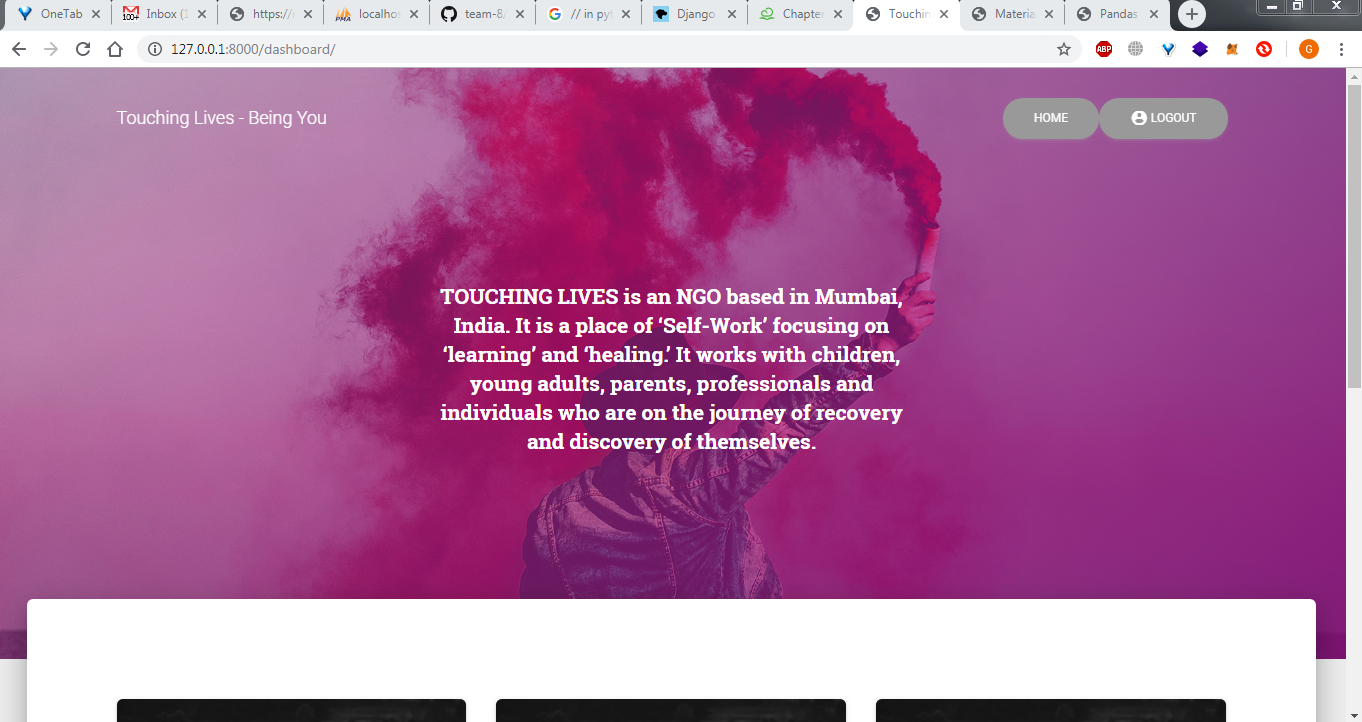 OneTab
Inbox (1
https://
localhos
team-8/
// in pyt
Django
Chapter
Touchin
Materia
Pandas
127.0.0.1:8000/dashboard/
ABP
G
Touching Lives - Being You
HOME
LOGOUT
TOUCHING LIVES is an NGO based in Mumbai,
India. It is a place of ‘Self-Work’ focusing on
‘learning’ and ‘healing.’ It works with children,
young adults, parents, professionals and
individuals who are on the journey of recovery
and discovery of themselves.